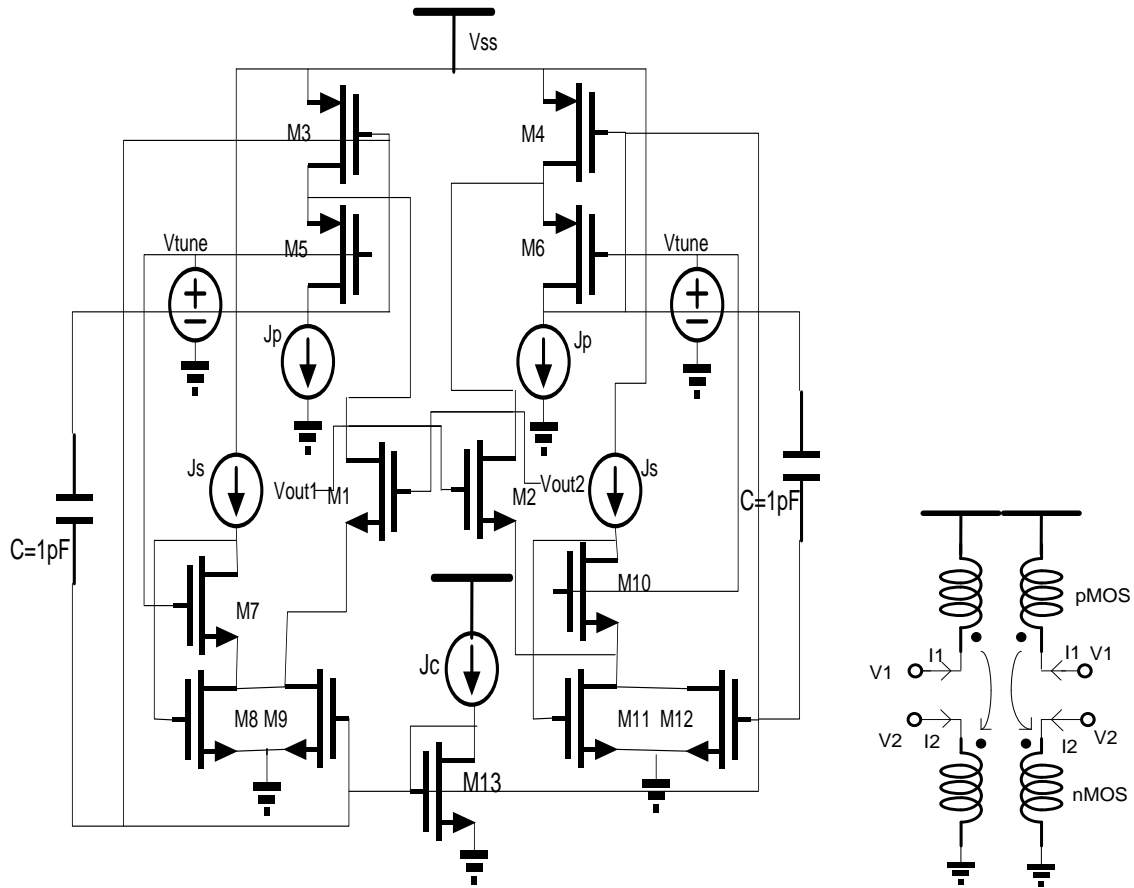 Vss
M3
M4
Vtune
M5
M6
Vtune
Jp
Jp
Js
Vout1
M1
M2
Vout2
Js
C=1pF
C=1pF
M7
M10
Jc
M8 M9
M11 M12
M13
pMOS
V1
I1
I1
V1
V2
I2
I2
V2
nMOS